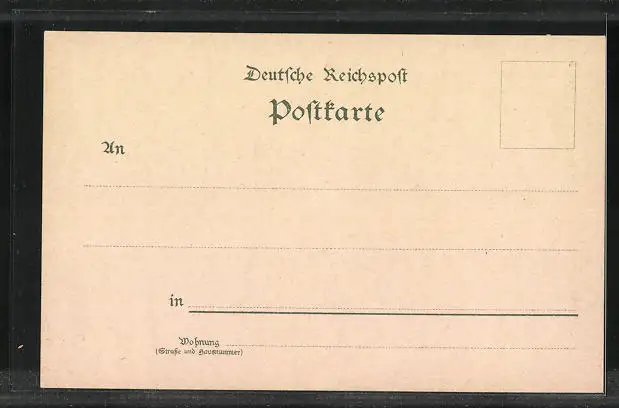 Deutſche Reichspoſt
Poſtkarte
An
in
Wohnung
(Straße und Hausnummer)